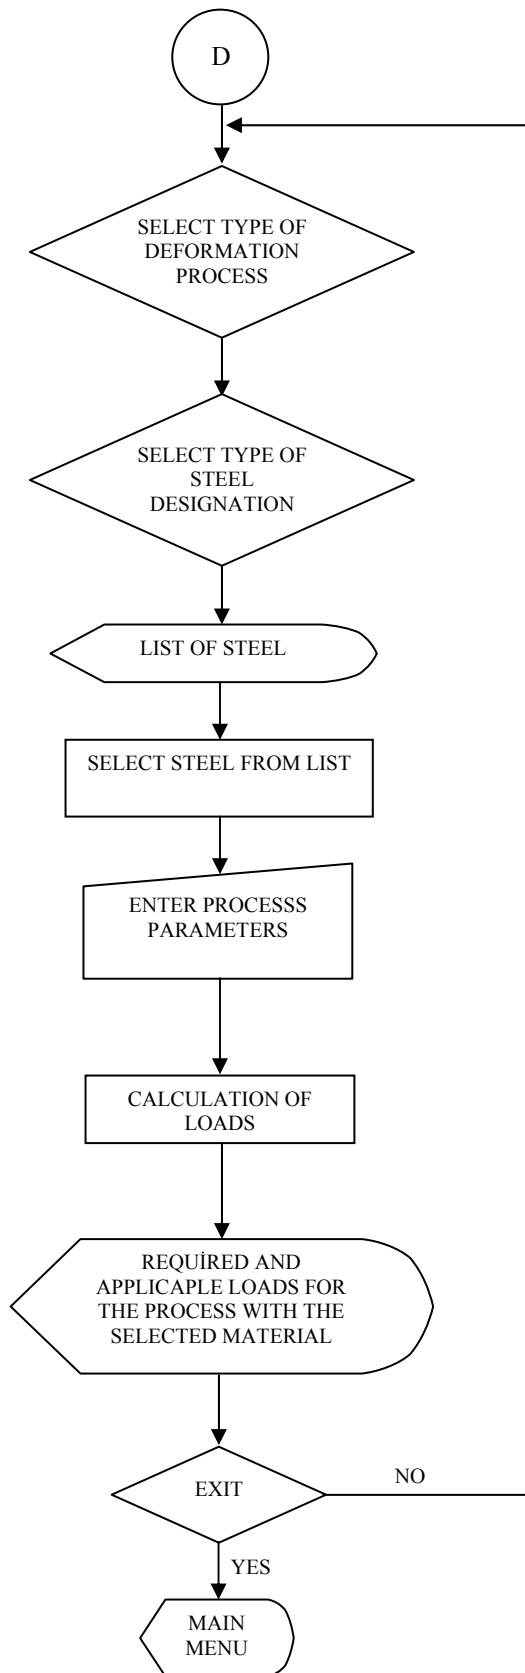 D
SELECT TYPE OF
DEFORMATION
PROCESS
SELECT TYPE OF
STEEL
DESIGNATION
LIST OF STEEL
SELECT STEEL FROM LIST
ENTER PROCESSS
PARAMETERS
CALCULATION OF
LOADS
REQUİRED AND
APPLICAPLE LOADS FOR
THE PROCESS WITH THE
SELECTED MATERIAL
EXIT
NO
YES
MAIN
MENU